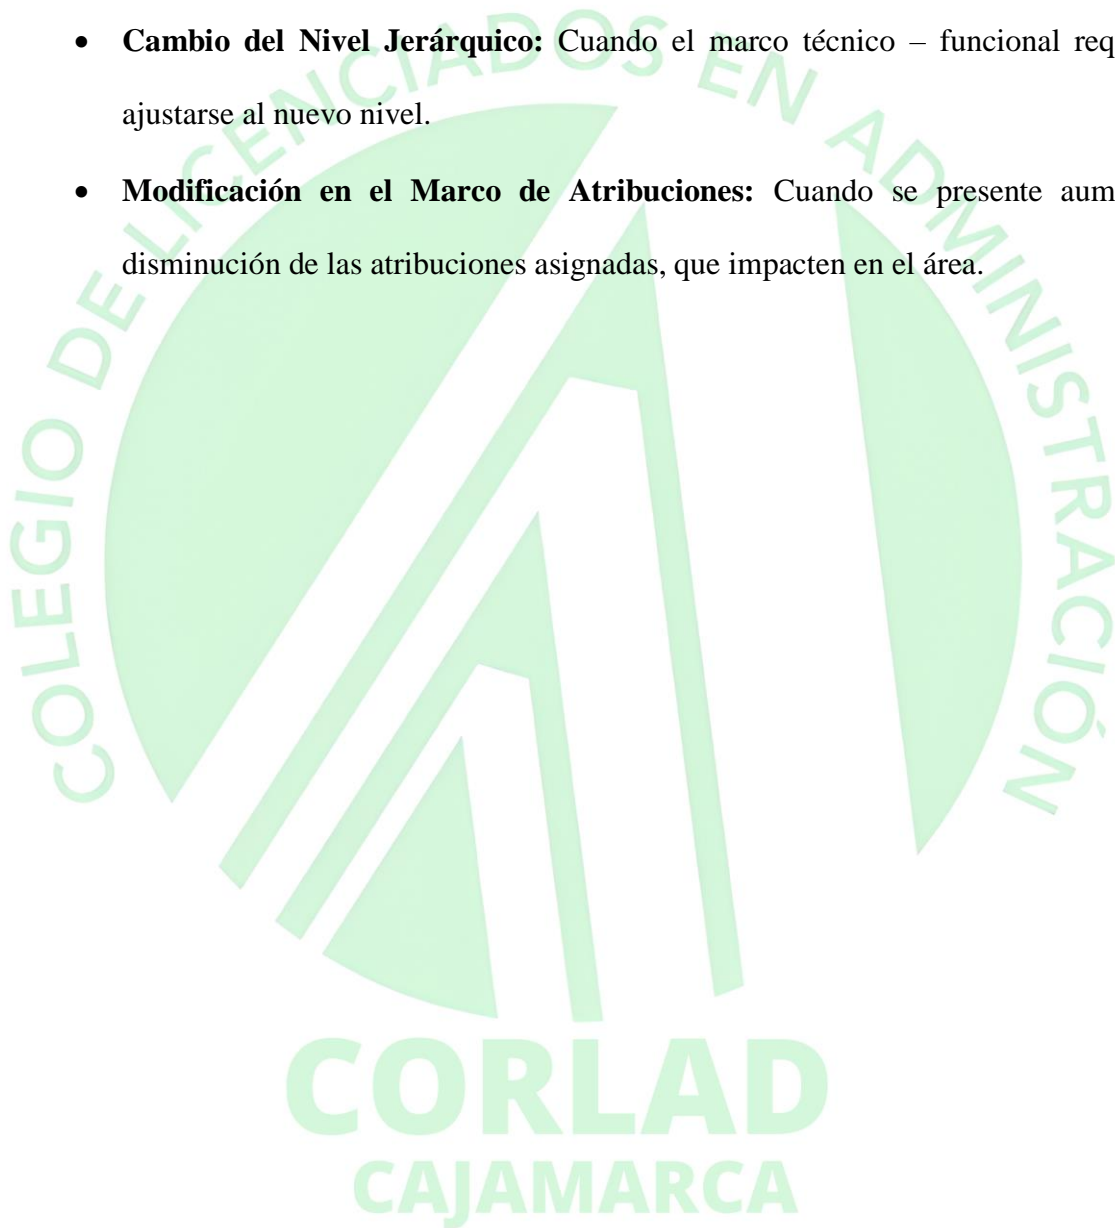 • Cambio del Nivel Jerárquico: Cuando el marco técnico – funcional req
ajustarse al nuevo nivel.
• Modificación en el Marco de Atribuciones: Cuando se presente aum
disminución de las atribuciones asignadas, que impacten en el área.
COLEGIO DE LICENCIADOS EN ADMINISTRACIÓN
CORLAD
CAJAMARCA